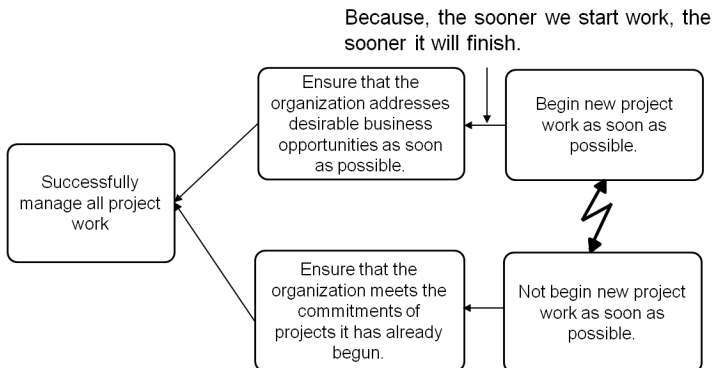 Because, the sooner we start work, the
sooner it will finish.
Ensure that the
organization addresses
desirable business
opportunities as soon
as possible.
Begin new project
work as soon as
possible.
Successfully
manage all project
work
Ensure that the
organization meets the
commitments of
projects it has already
begun.
Not begin new project
work as soon as
possible.